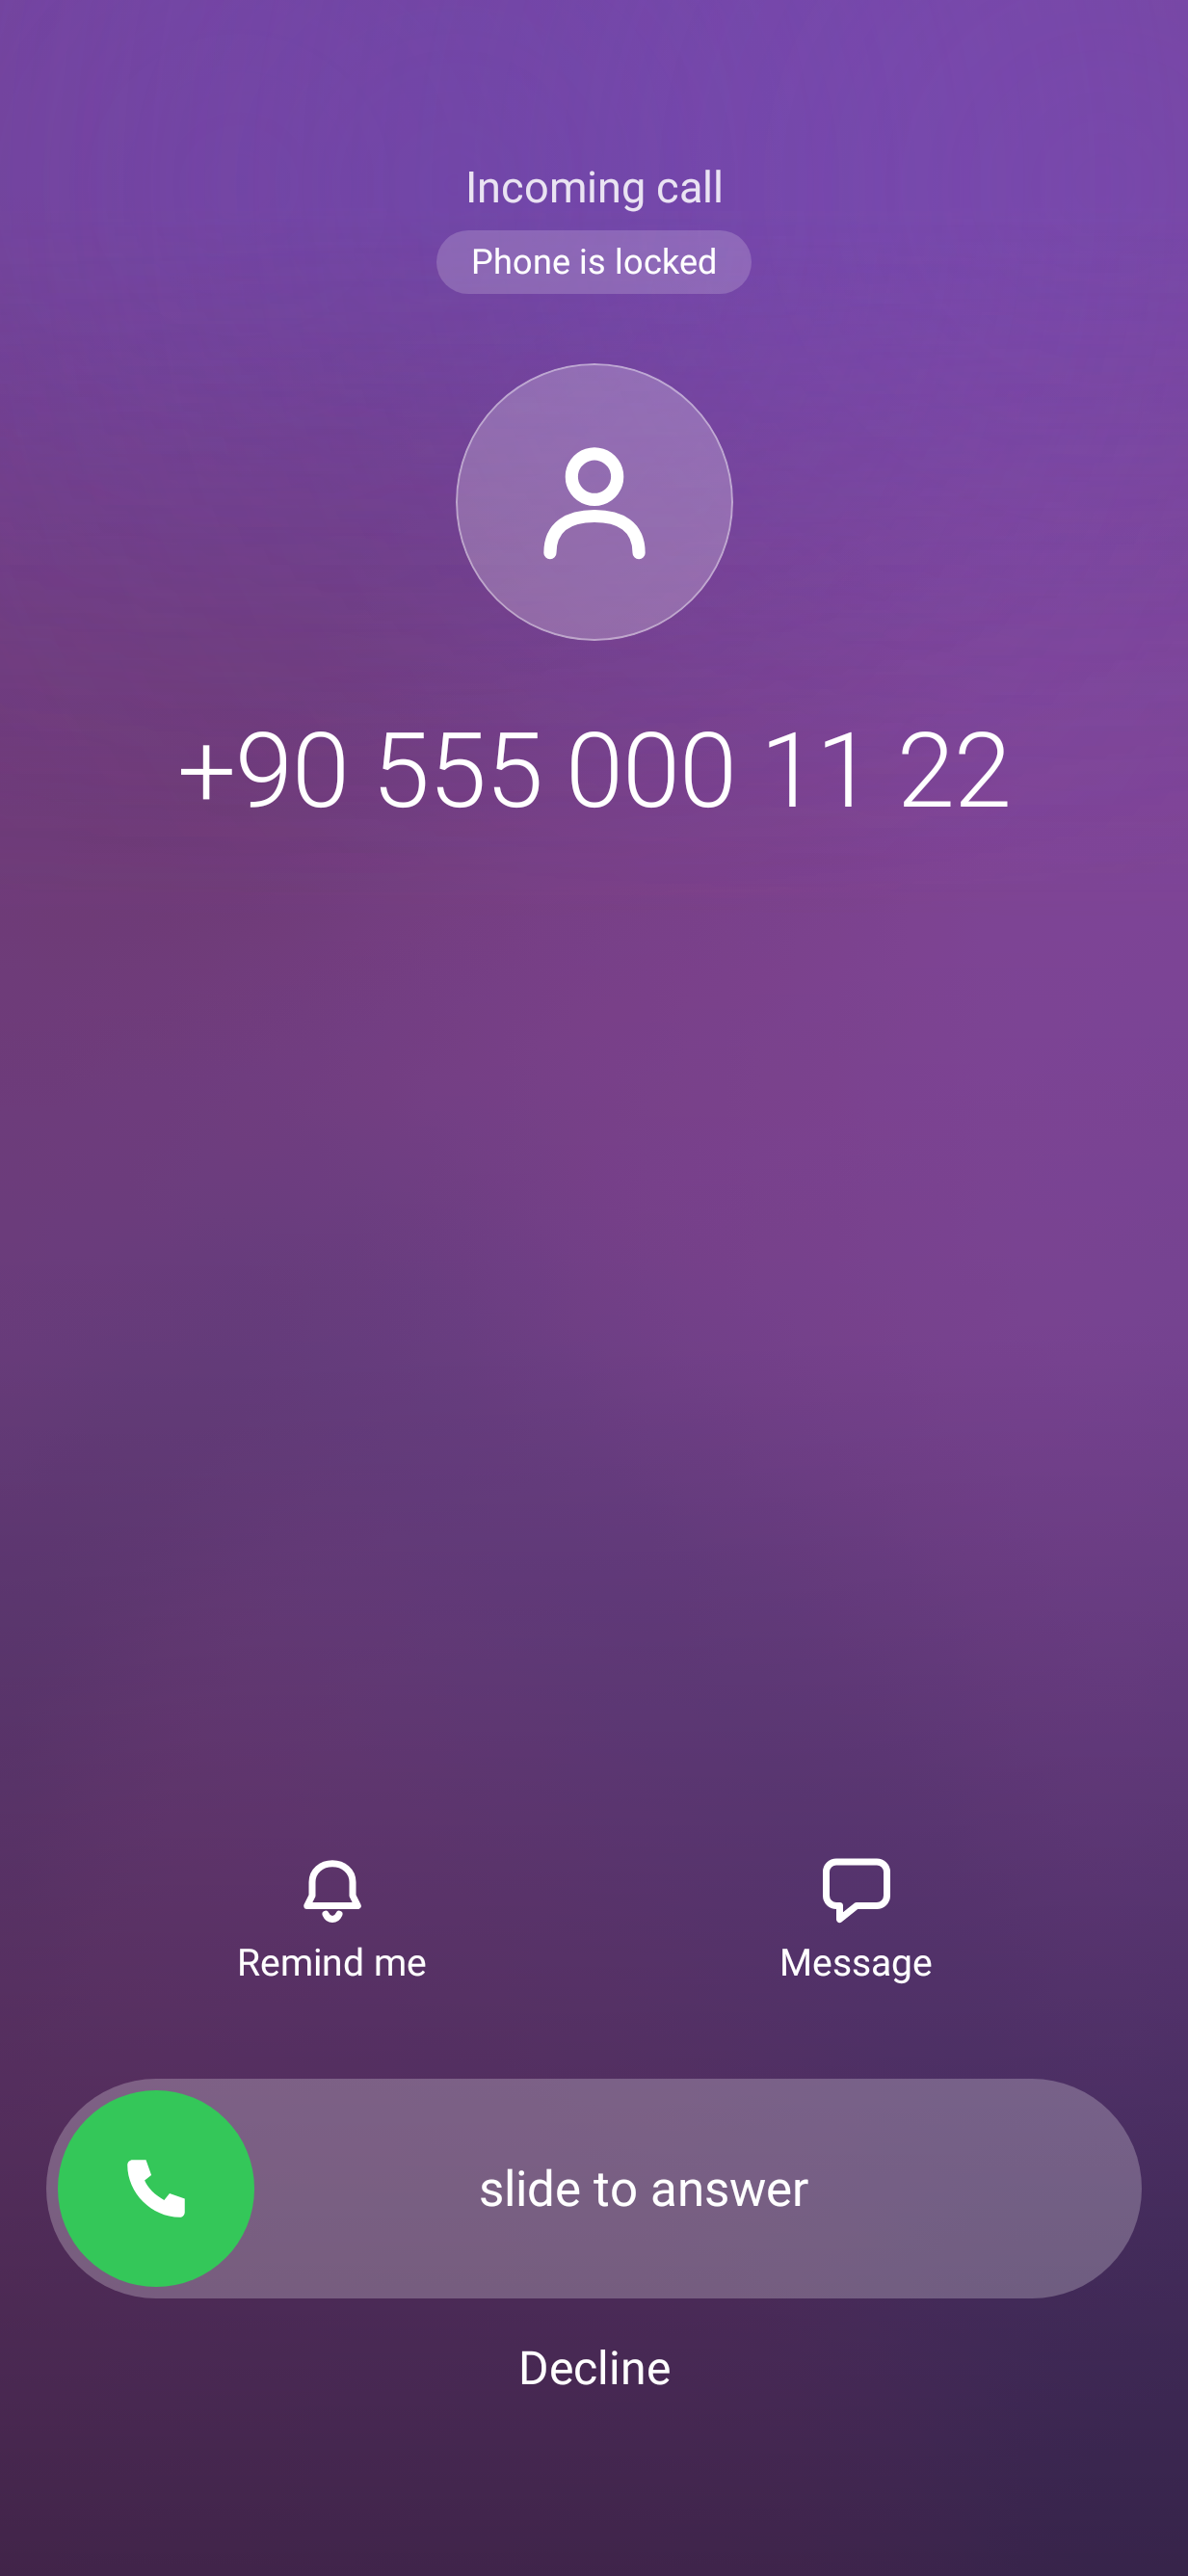 Incoming call
Phone is locked
+90 555 000 11 22
Remind me
Message
slide to answer
Decline